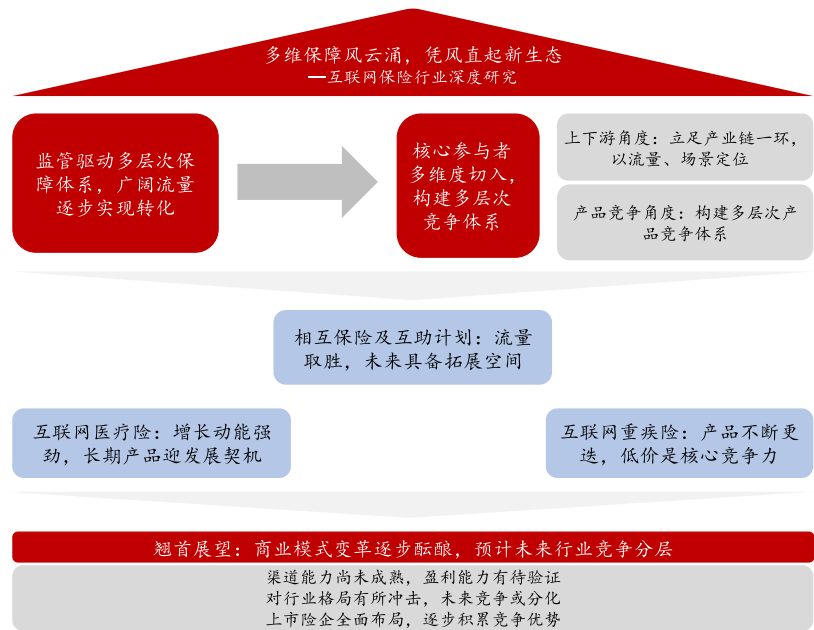 多维保障风云涌，凭风直起新生态
—互联网保险行业深度研究
监管驱动多层次保
障体系，广阔流量
逐步实现转化
核心参与者
多维度切入，
构建多层次
竞争体系
上下游角度：立足产业链一环，
以流量、场景定位
产品竞争角度：构建多层次产
品竞争体系
相互保险及互助计划：流量
取胜，未来具备拓展空间
互联网医疗险：增长动能强
劲，长期产品迎发展契机
互联网重疾险：产品不断更
迭，低价是核心竞争力
翘首展望：商业模式变革逐步酝酿，预计未来行业竞争分层
渠道能力尚未成熟，盈利能力有待验证
对行业格局有所冲击，未来竞争或分化
上市险企全面布局，逐步积累竞争优势